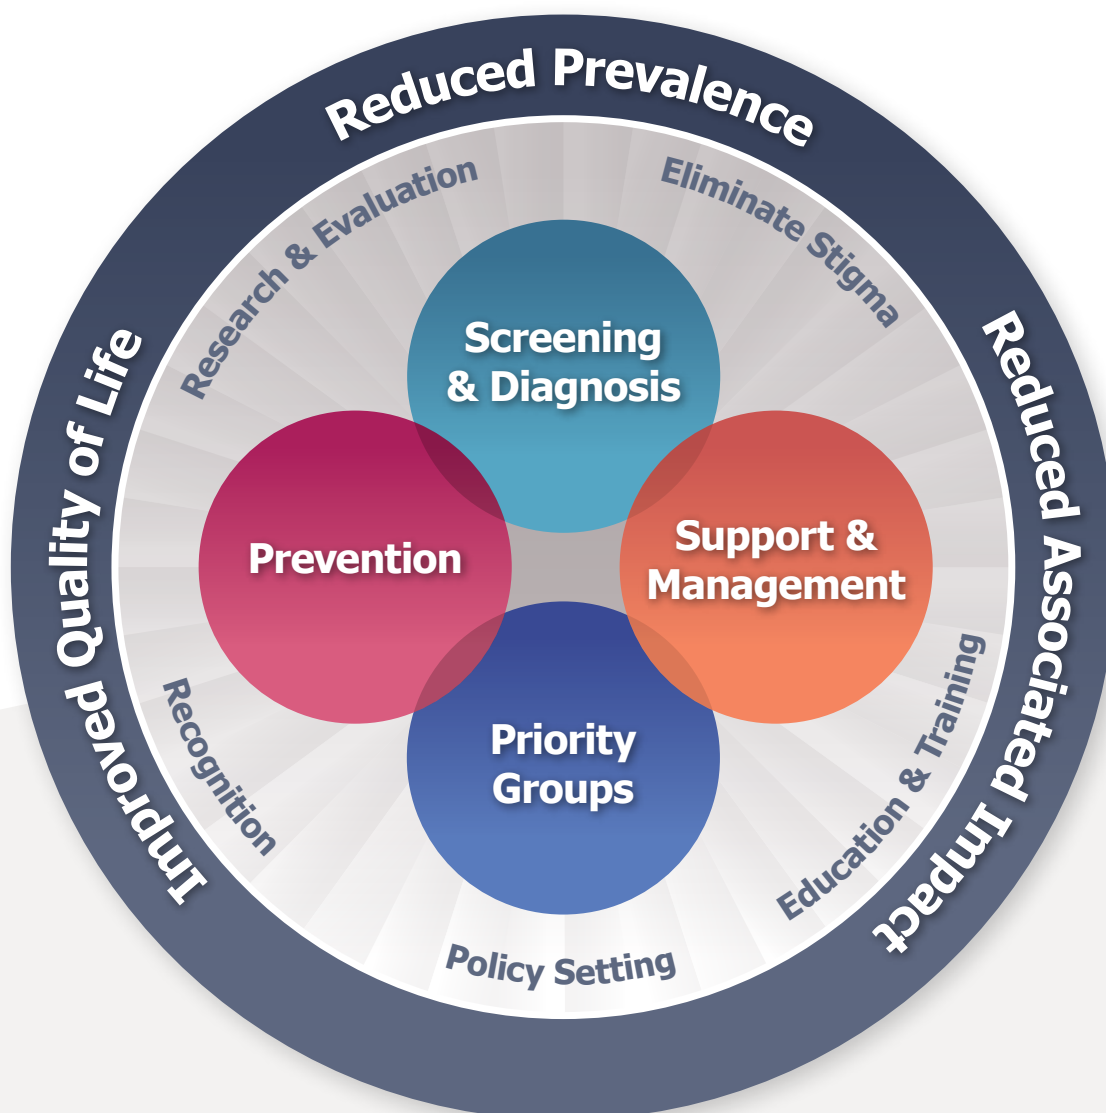 Reduced Prevalence
Research & Evaluation
Eliminate Stigma
Screening
& Diagnosis
Improved Quality of Life
Reduced Associated Impact
Prevention
Support &
Management
Recognition
Priority
Groups
Education & Training
Policy Setting